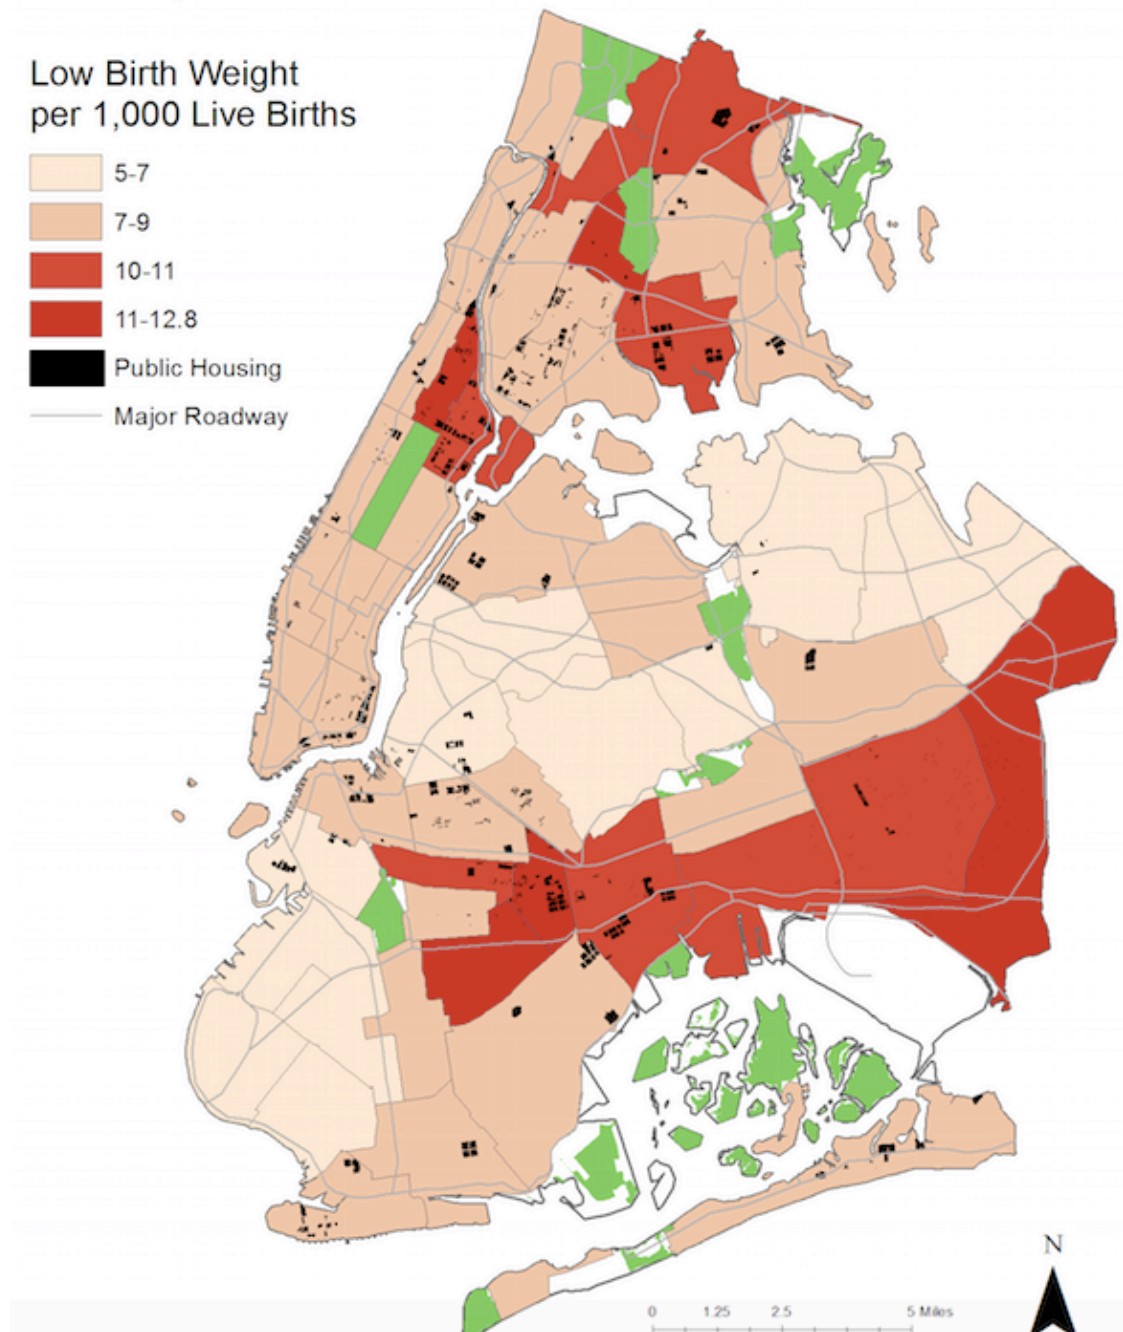 Low Birth Weight
per 1,000 Live Births
5-7
7-9
10-11
11-12.8
Public Housing
Major Roadway
N
0 1.25 2.5 5 Miles